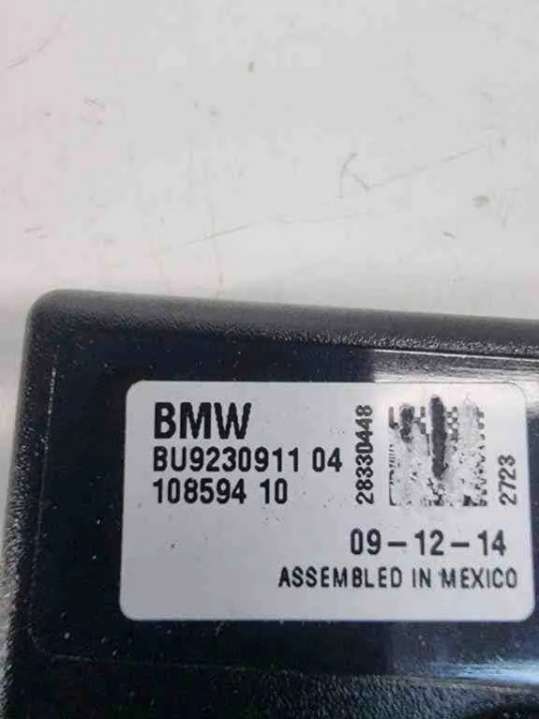 BMW
BU9230911 04
108594 10
28330448
2723
09-12-14
ASSEMBLED IN MEXICO